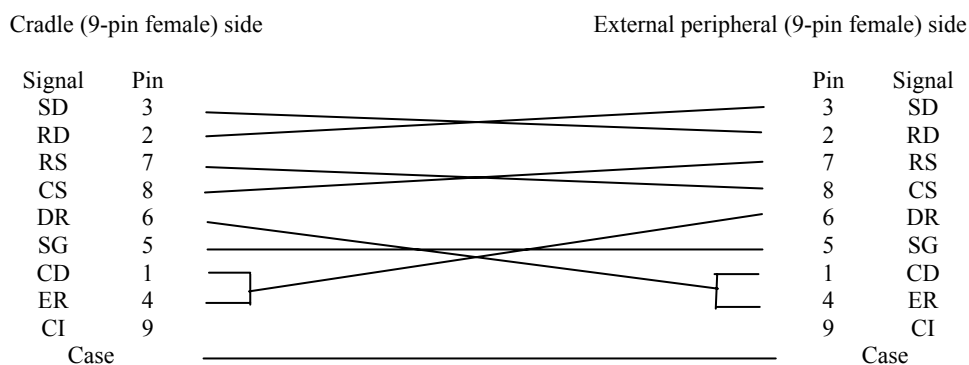 Cradle (9-pin female) side External peripheral (9-pin female) side
Signal Pin Pin Signal
SD 3 3 SD
RD 2 2 RD
RS 7 7 RS
CS 8 8 CS
DR 6 6 DR
SG 5 5 SG
CD 1 1 CD
ER 4 4 ER
CI 9 9 CI
Case Case